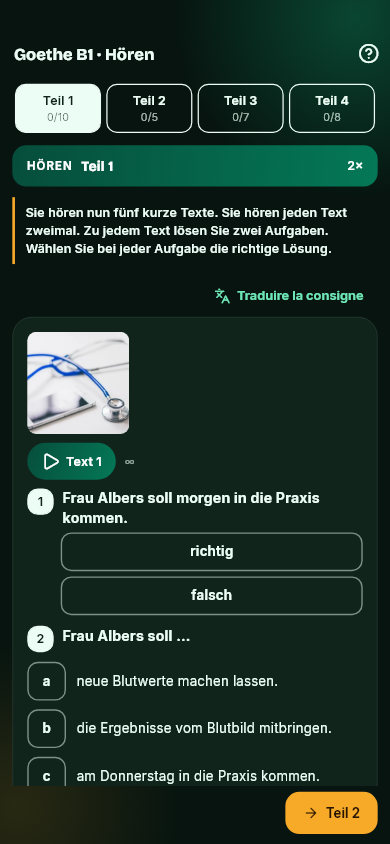 Goethe B1 · Hören
Teil 1
0/10
Teil 2
0/5
Teil 3
0/7
Teil 4
0/8
HÖREN Teil 1 2×
Sie hören nun fünf kurze Texte. Sie hören jeden Text
zweimal. Zu jedem Text lösen Sie zwei Aufgaben.
Wählen Sie bei jeder Aufgabe die richtige Lösung.
Traduire la consigne
Text 1 ∞
1 Frau Albers soll morgen in die Praxis
kommen.
richtig
falsch
2 Frau Albers soll ...
a neue Blutwerte machen lassen.
b die Ergebnisse vom Blutbild mitbringen.
c am Donnerstag in die Praxis kommen.
→ Teil 2